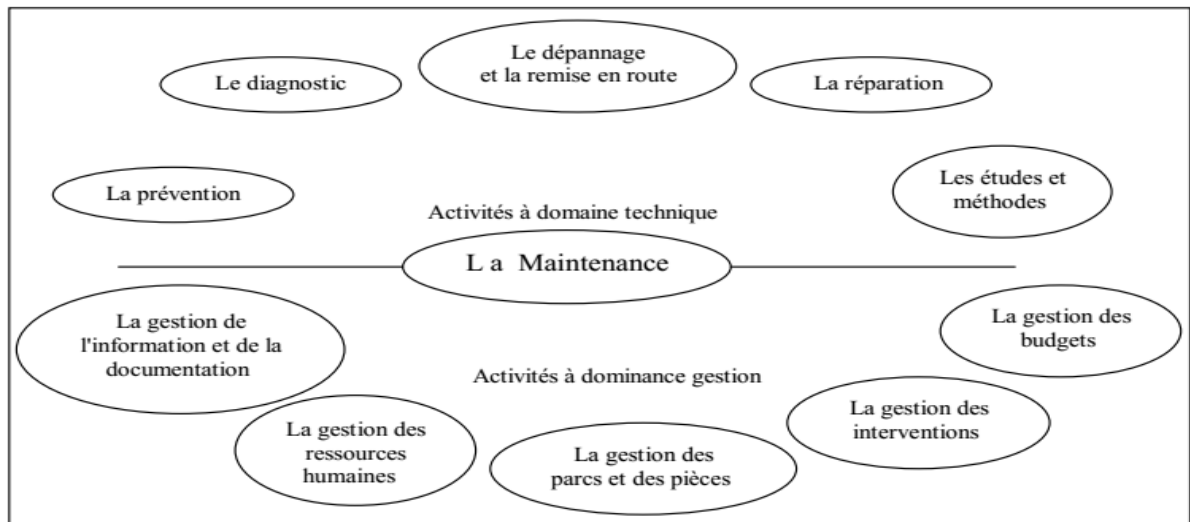 Le dépannage
et la remise en route
Le diagnostic
La réparation
La prévention
Les études et
méthodes
Activités à domaine technique
L a Maintenance
La gestion de
l'information et de la
documentation
La gestion des
budgets
Activités à dominance gestion
La gestion des
interventions
La gestion des
ressources
humaines
La gestion des
parcs et des pièces